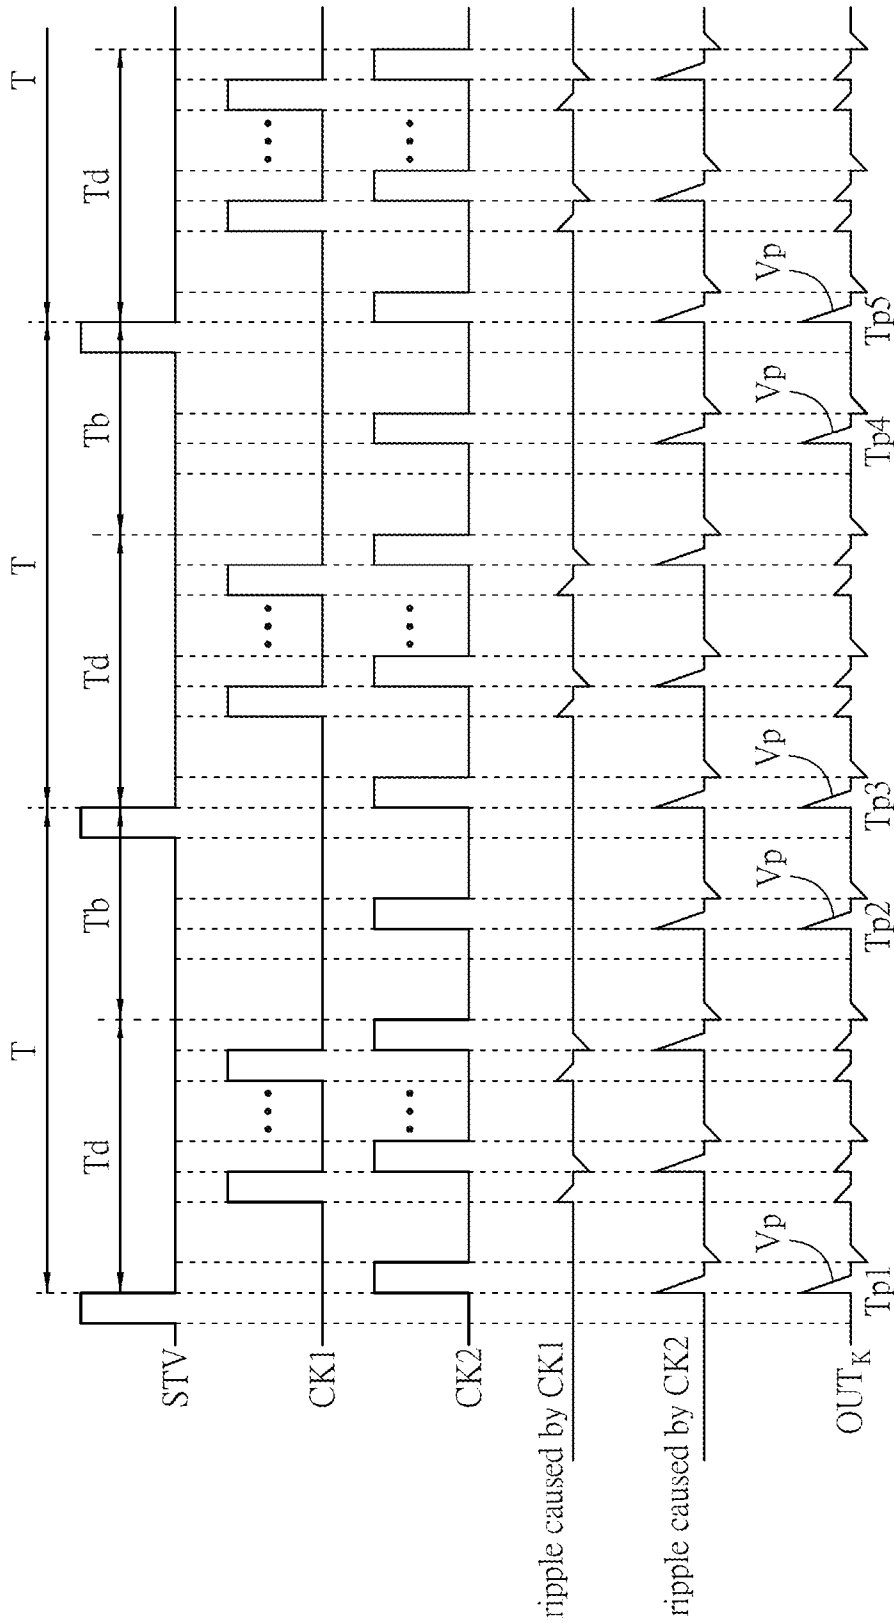 T T T
Td Tb Td Tb Td
STV
CK1
••• ••• •••
CK2
••• ••• •••
ripple caused by CK1
ripple caused by CK2
Vp Vp Vp Vp Vp
OUTK
Tp1 Tp2 Tp3 Tp4 Tp5